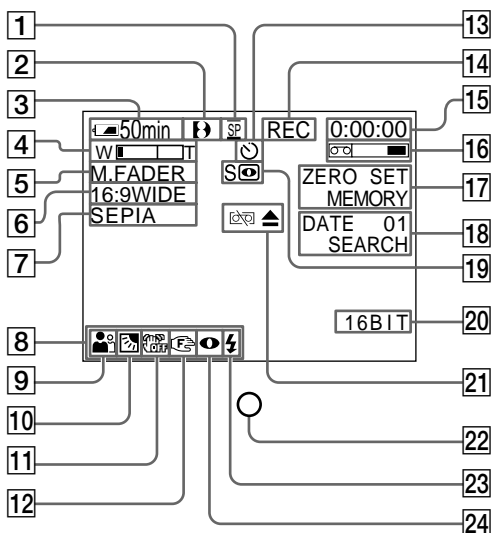 1
2
3
4
5
6
7
8
9
10
11
12
13
14
15
16
17
18
19
20
21
22
23
24
50min
SP
REC
0:00:00
W T
M.FADER
S
ZERO SET
MEMORY
16:9WIDE
SEPIA
DATE 01
SEARCH
16BIT
OFF
F